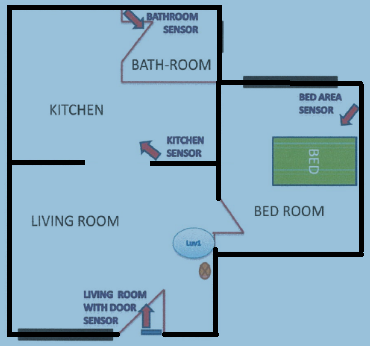 BATHROOM
SENSOR
BATH-ROOM
BED AREA
SENSOR
KITCHEN
KITCHEN
SENSOR
BED
LIVING ROOM
BED ROOM
Luv1
LIVING ROOM
WITH DOOR
SENSOR